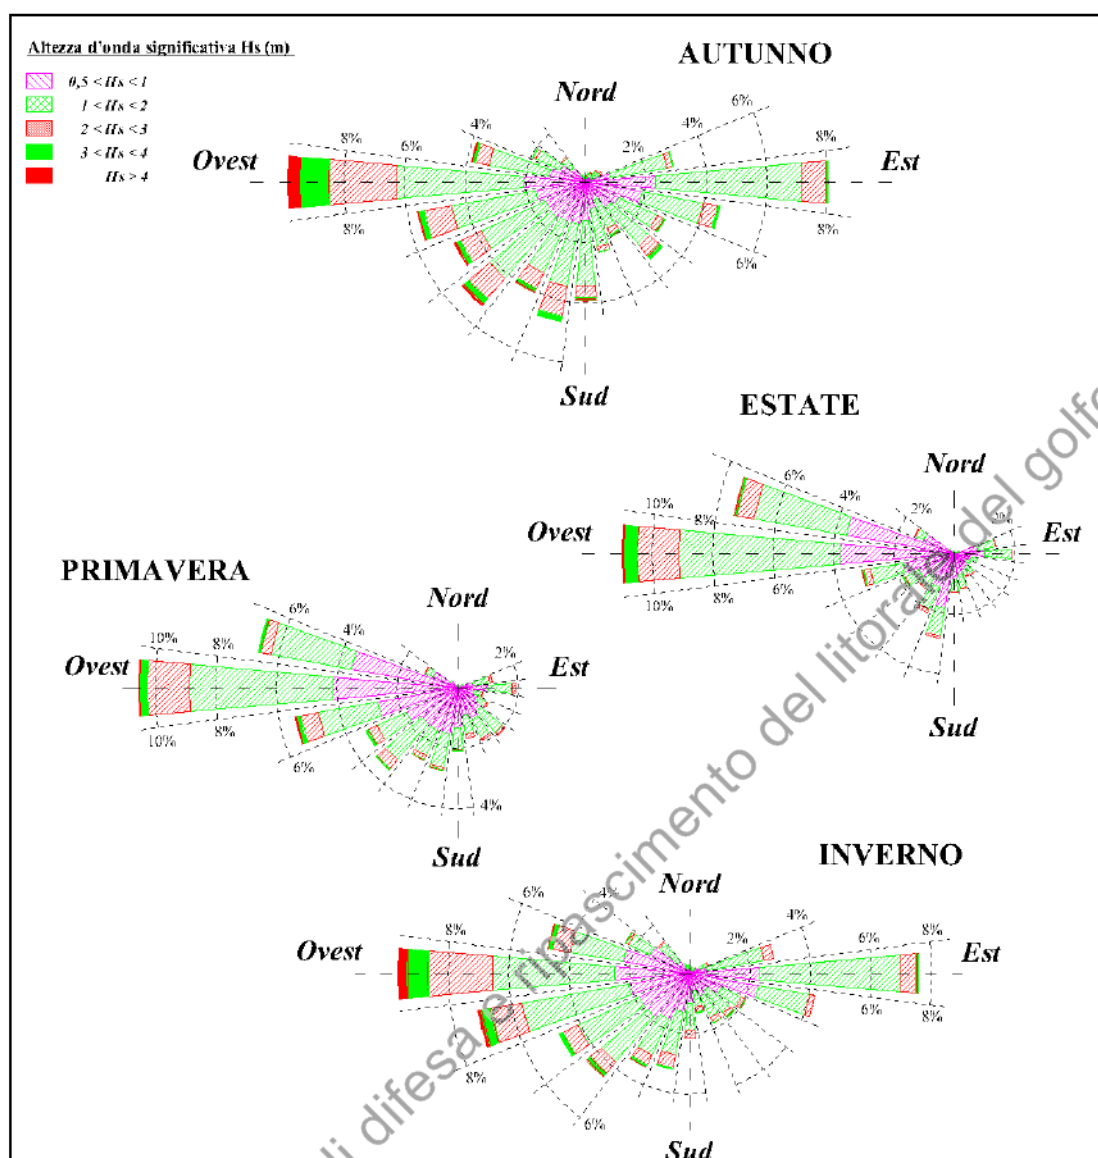 Altezza d'onda significativa Hs (m)
0,5 < Hs < 1
1 < Hs < 2
2 < Hs < 3
3 < Hs < 4
Hs > 4
AUTUNNO
Nord
6%
4%
4%
8%
6%
2%
8%
Ovest
Est
8%
8%
6%
Sud
ESTATE
Nord
6%
4%
2%
2%
10%
8%
Ovest
Est
10%
8%
6%
Sud
PRIMAVERA
Nord
6%
4%
10%
8%
2%
Ovest
Est
10%
8%
6%
4%
Sud
INVERNO
Nord
6%
4%
4%
8%
2%
6%
8%
Ovest
Est
6%
8%
8%
6%
Sud
di difesa e ripascimento del litorale del golfo